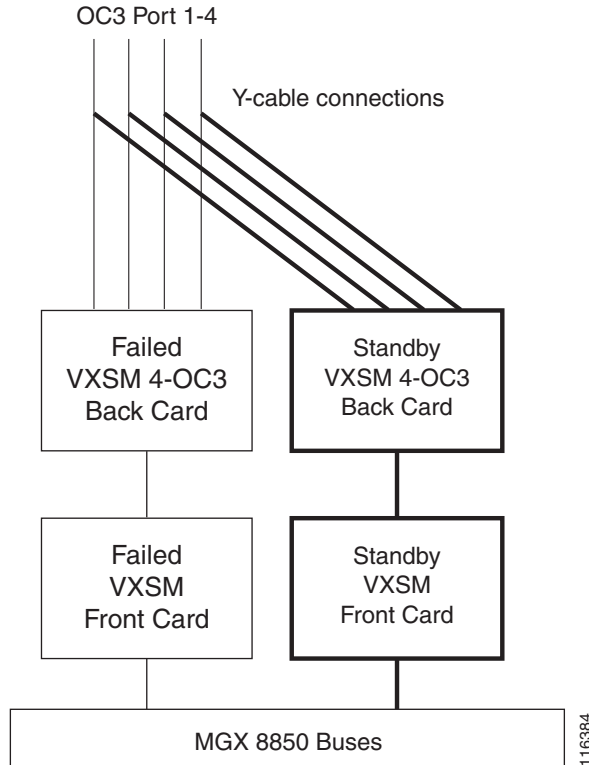 OC3 Port 1-4
Y-cable connections
Failed
VXSM 4-OC3
Back Card
Standby
VXSM 4-OC3
Back Card
Failed
VXSM
Front Card
Standby
VXSM
Front Card
MGX 8850 Buses
116384